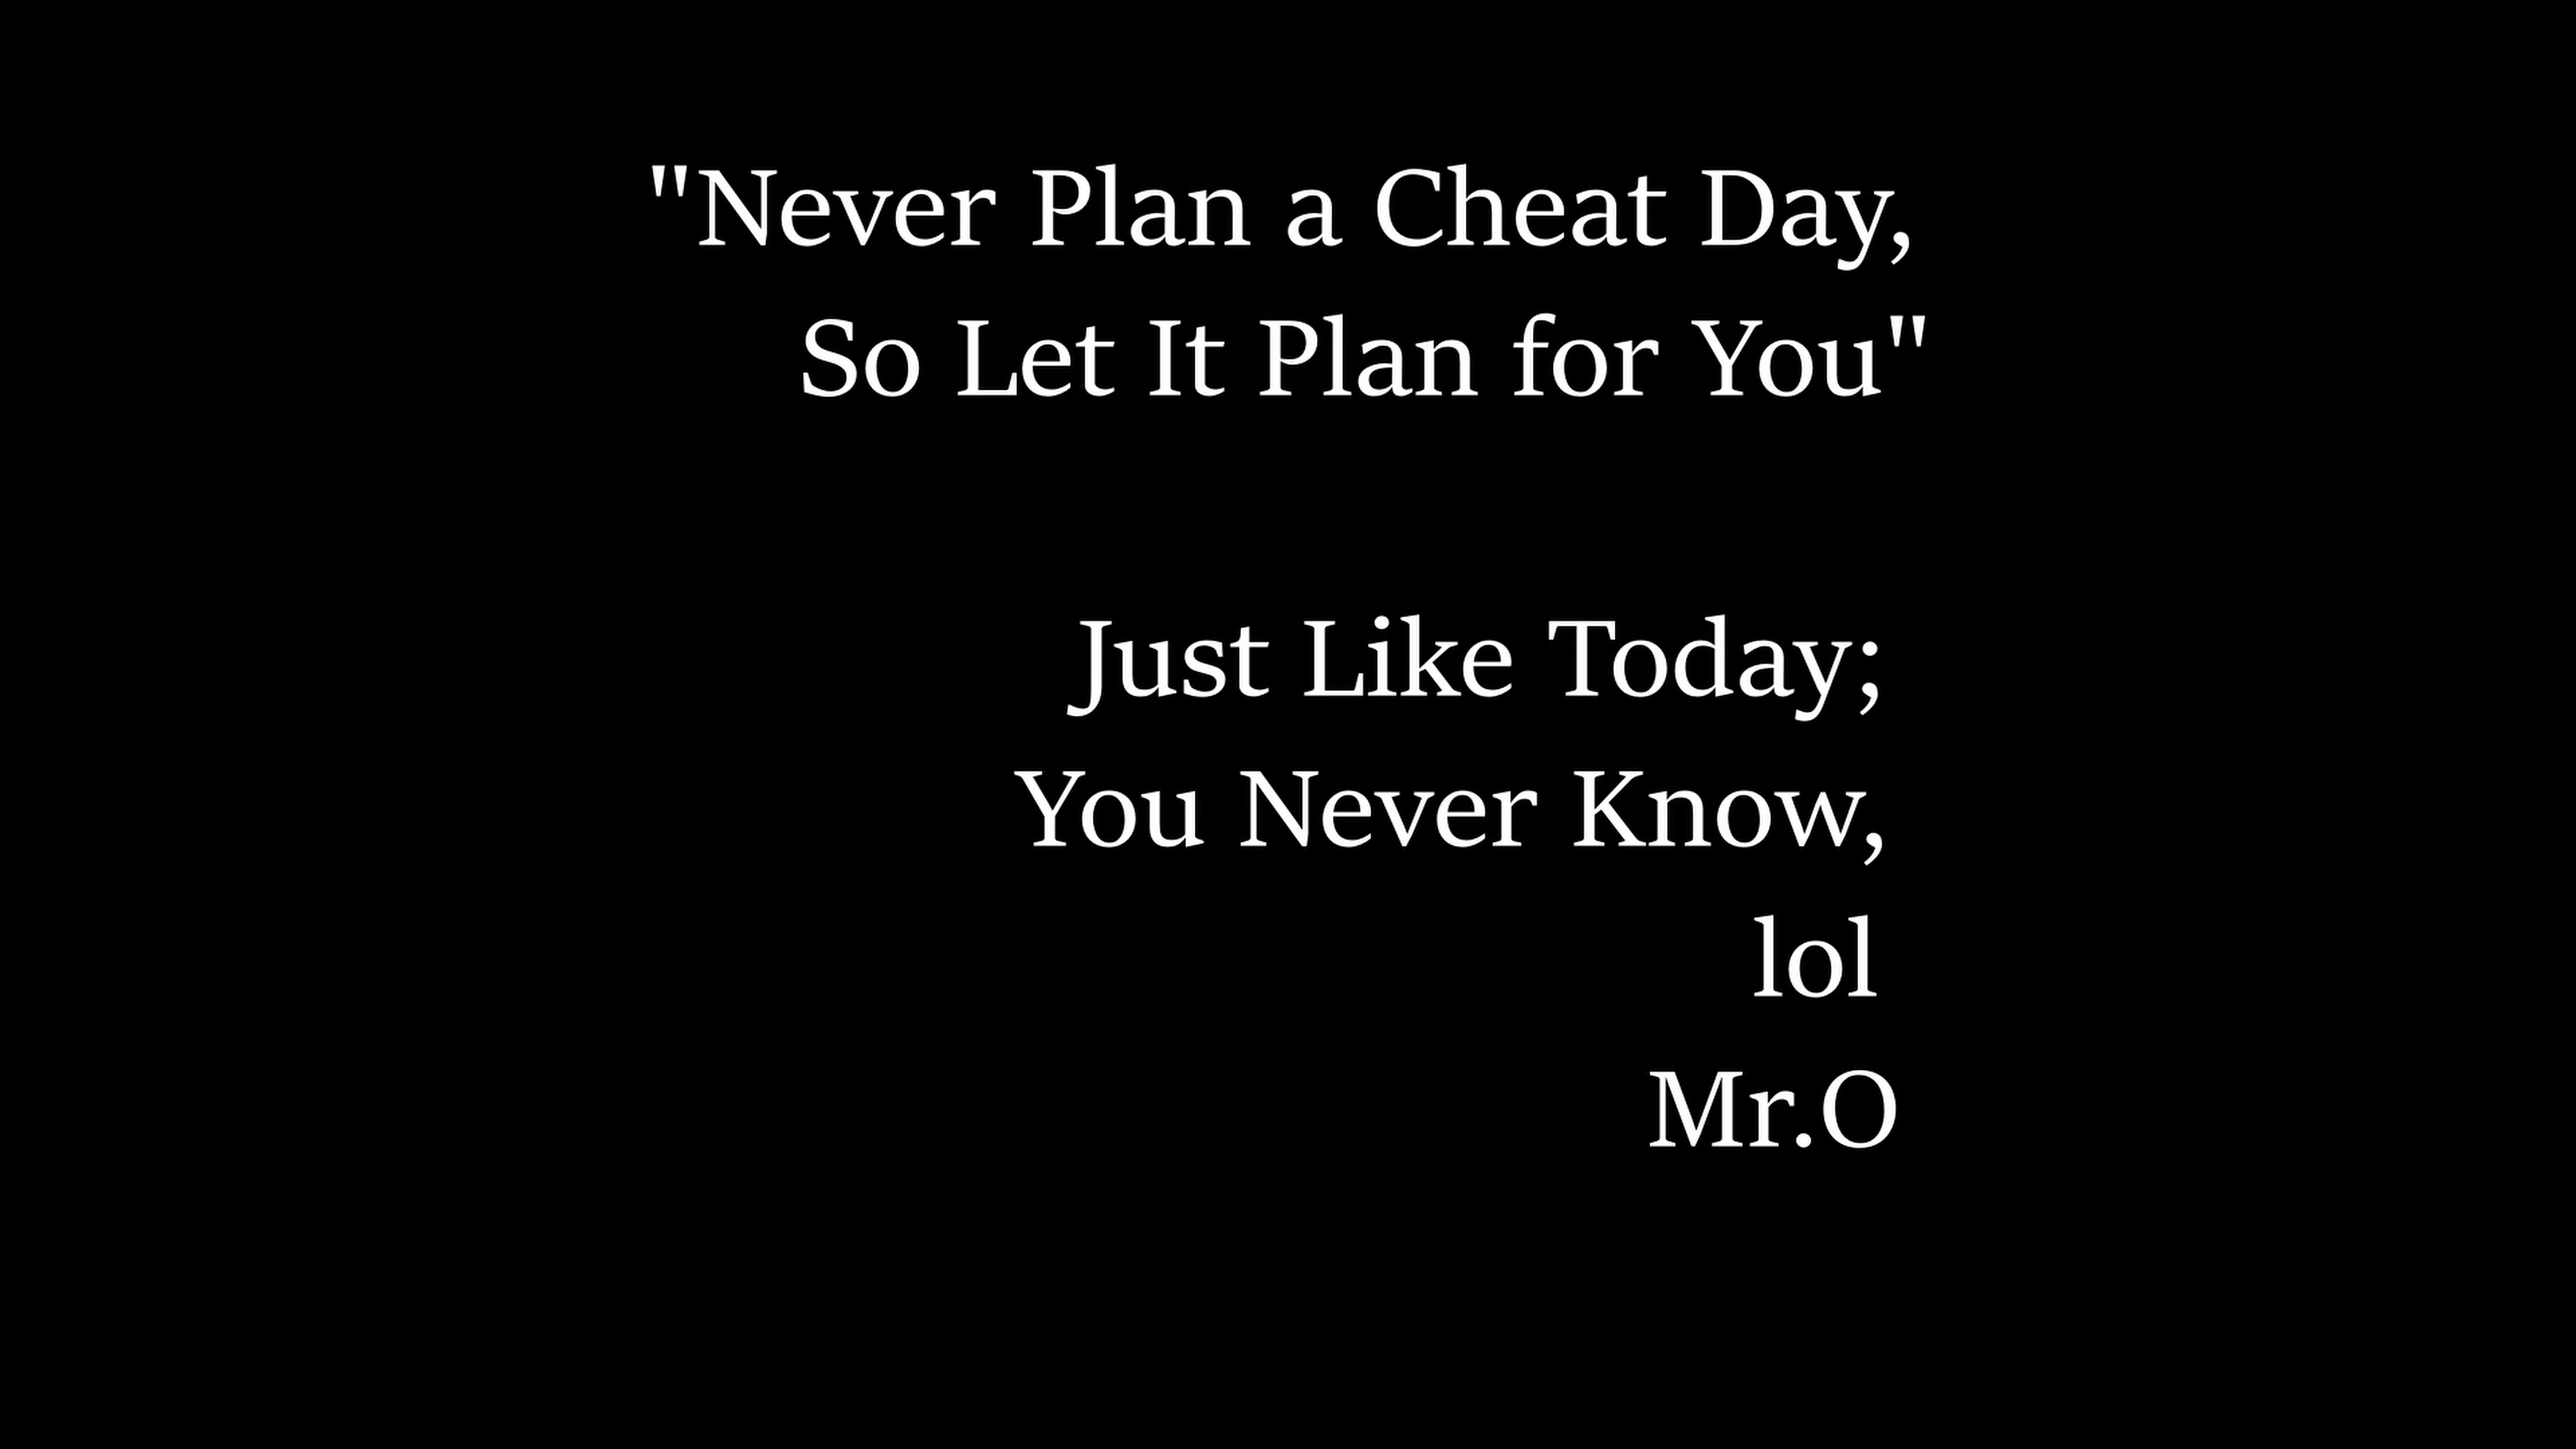 "Never Plan a Cheat Day,
So Let It Plan for You"
Just Like Today;
You Never Know,
lol
Mr.O